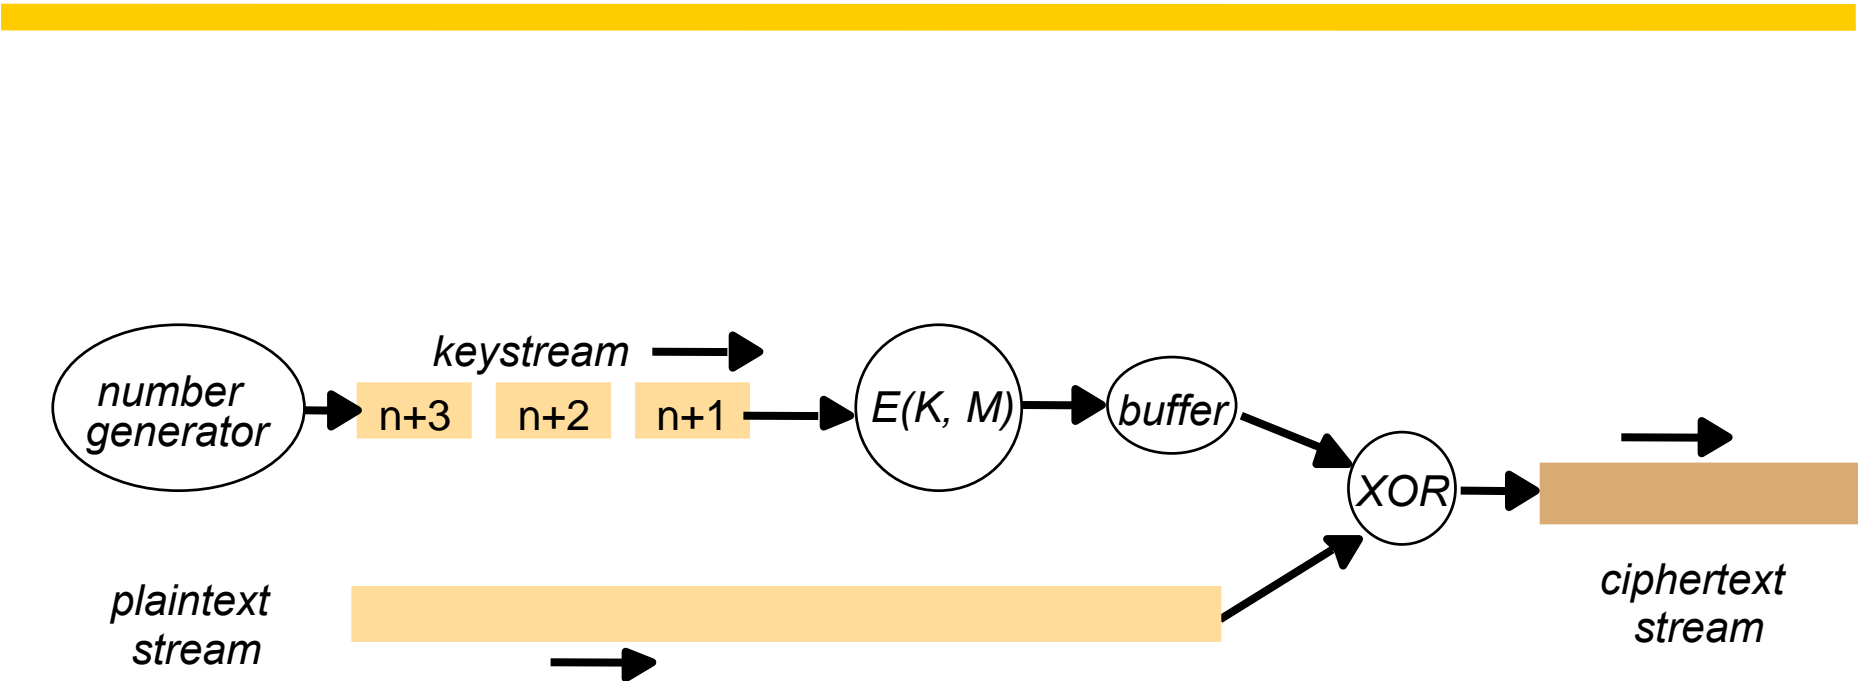 keystream
number
generator
n+3
n+2
n+1
E(K, M)
buffer
XOR
plaintext
stream
ciphertext
stream